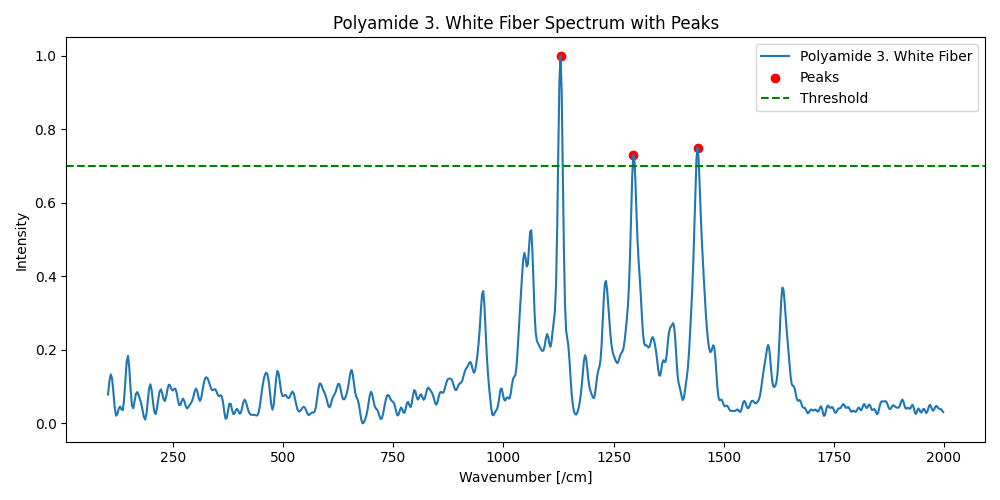 Polyamide 3. White Fiber Spectrum with Peaks
Polyamide 3. White Fiber
Peaks
Threshold
1.0
0.8
0.6
0.4
0.2
0.0
Intensity
250 500 750 1000 1250 1500 1750 2000
Wavenumber [/cm]